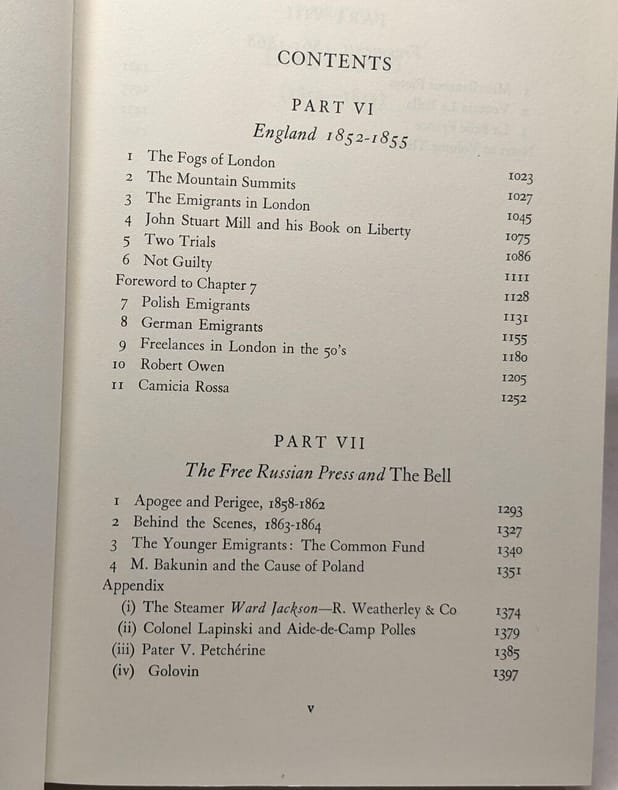 CONTENTS
PART VI
England 1852-1855
1 The Fogs of London 1023
2 The Mountain Summits 1027
3 The Emigrants in London 1045
4 John Stuart Mill and his Book on Liberty 1075
5 Two Trials 1086
6 Not Guilty 1111
Foreword to Chapter 7 1128
7 Polish Emigrants 1131
8 German Emigrants 1155
9 Freelances in London in the 50's 1180
10 Robert Owen 1205
11 Camicia Rossa 1252
PART VII
The Free Russian Press and The Bell
1 Apogee and Perigee, 1858-1862 1293
2 Behind the Scenes, 1863-1864 1327
3 The Younger Emigrants: The Common Fund 1340
4 M. Bakunin and the Cause of Poland 1351
Appendix
(i) The Steamer Ward Jackson—R. Weatherley & Co 1374
(ii) Colonel Lapinski and Aide-de-Camp Polles 1379
(iii) Pater V. Petchérine 1385
(iv) Golovin 1397
v